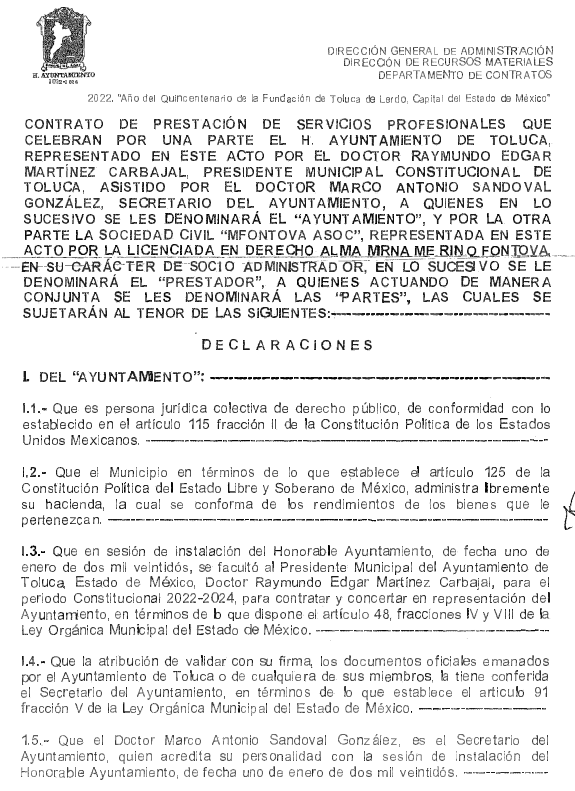 H. AYUNTAMIENTO
DIRECCIÓN GENERAL DE ADMINISTRACIÓN
DIRECCIÓN DE RECURSOS MATERIALES
DEPARTAMENTO DE CONTRATOS
2022. "Año del Quincentenario de la Fundación de Toluca de Lerdo, Capital del Estado de México"
CONTRATO DE PRESTACIÓN DE SERVICIOS PROFESIONALES QUE
CELEBRAN POR UNA PARTE EL H. AYUNTAMIENTO DE TOLUCA,
REPRESENTADO EN ESTE ACTO POR EL DOCTOR RAYMUNDO EDGAR
MARTÍNEZ CARBAJAL, PRESIDENTE MUNICIPAL CONSTITUCIONAL DE
TOLUCA, ASISTIDO POR EL DOCTOR MARCO ANTONIO SANDOVAL
GONZÁLEZ, SECRETARIO DEL AYUNTAMIENTO, A QUIENES EN LO
SUCESIVO SE LES DENOMINARÁ EL "AYUNTAMIENTO", Y POR LA OTRA
PARTE LA SOCIEDAD CIVIL "MFONTOVA ASOC", REPRESENTADA EN ESTE
ACTO POR LA LICENCIADA EN DERECHO ALMA MRNA MERINO FONTOVA
EN SU CARÁCTER DE SOCIO ADMINISTRADOR, EN LO SUCESIVO SE LE
DENOMINARÁ EL "PRESTADOR", A QUIENES ACTUANDO DE MANERA
CONJUNTA SE LES DENOMINARÁ LAS "PARTES", LAS CUALES SE
SUJETARÁN AL TENOR DE LAS SIGUIENTES:------------------------------
DECLARACIONES
I. DEL "AYUNTAMIENTO": ------------------------------
I.1.- Que es persona jurídica colectiva de derecho público, de conformidad con lo
establecido en el artículo 115 fracción II de la Constitución Política de los Estados
Unidos Mexicanos. ------------------------------
I.2.- Que el Municipio en términos de lo que establece el artículo 125 de la
Constitución Política del Estado Libre y Soberano de México, administra libremente
su hacienda, la cual se conforma de los rendimientos de los bienes que le
pertenezcan. ------------------------------
I.3.- Que en sesión de instalación del Honorable Ayuntamiento, de fecha uno de
enero de dos mil veintidós, se facultó al Presidente Municipal del Ayuntamiento de
Toluca, Estado de México, Doctor Raymundo Edgar Martínez Carbajal, para el
periodo Constitucional 2022-2024, para contratar y concertar en representación del
Ayuntamiento, en términos de lo que dispone el artículo 48, fracciones IV y VIII de la
Ley Orgánica Municipal del Estado de México. ------------------------------
I.4.- Que la atribución de validar con su firma, los documentos oficiales emanados
por el Ayuntamiento de Toluca o de cualquiera de sus miembros, la tiene conferida
el Secretario del Ayuntamiento, en términos de lo que establece el artículo 91
fracción V de la Ley Orgánica Municipal del Estado de México. ------------------
1.5.- Que el Doctor Marco Antonio Sandoval González, es el Secretario del
Ayuntamiento, quien acredita su personalidad con la sesión de instalación del
Honorable Ayuntamiento, de fecha uno de enero de dos mil veintidós. ------------------